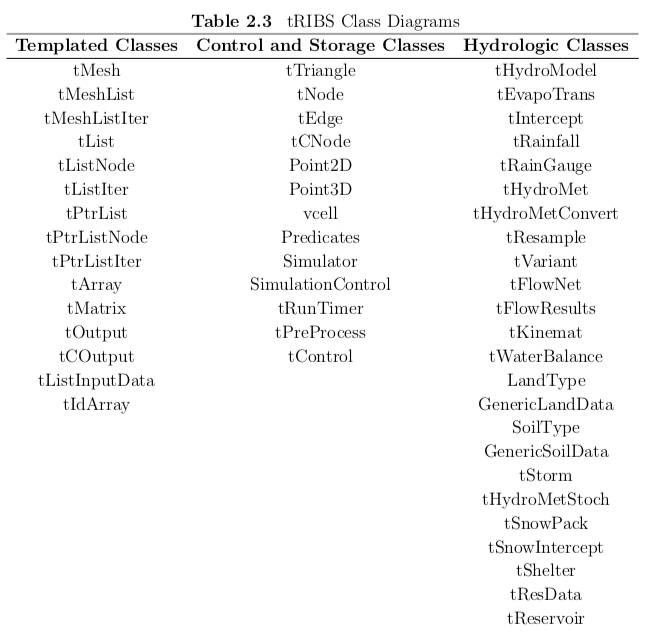 Table 2.3 tRIBS Class Diagrams
Templated Classes Control and Storage Classes Hydrologic Classes
tMesh tTriangle tHydroModel
tMeshList tNode tEvapoTrans
tMeshListIter tEdge tIntercept
tList tCNode tRainfall
tListNode Point2D tRainGauge
tListIter Point3D tHydroMet
tPtrList vcell tHydroMetConvert
tPtrListNode Predicates tResample
tPtrListIter Simulator tVariant
tArray SimulationControl tFlowNet
tMatrix tRunTimer tFlowResults
tOutput tPreProcess tKinemat
tCOutput tControl tWaterBalance
tListInputData LandType
tIdArray GenericLandData
SoilType
GenericSoilData
tStorm
tHydroMetStoch
tSnowPack
tSnowIntercept
tShelter
tResData
tReservoir